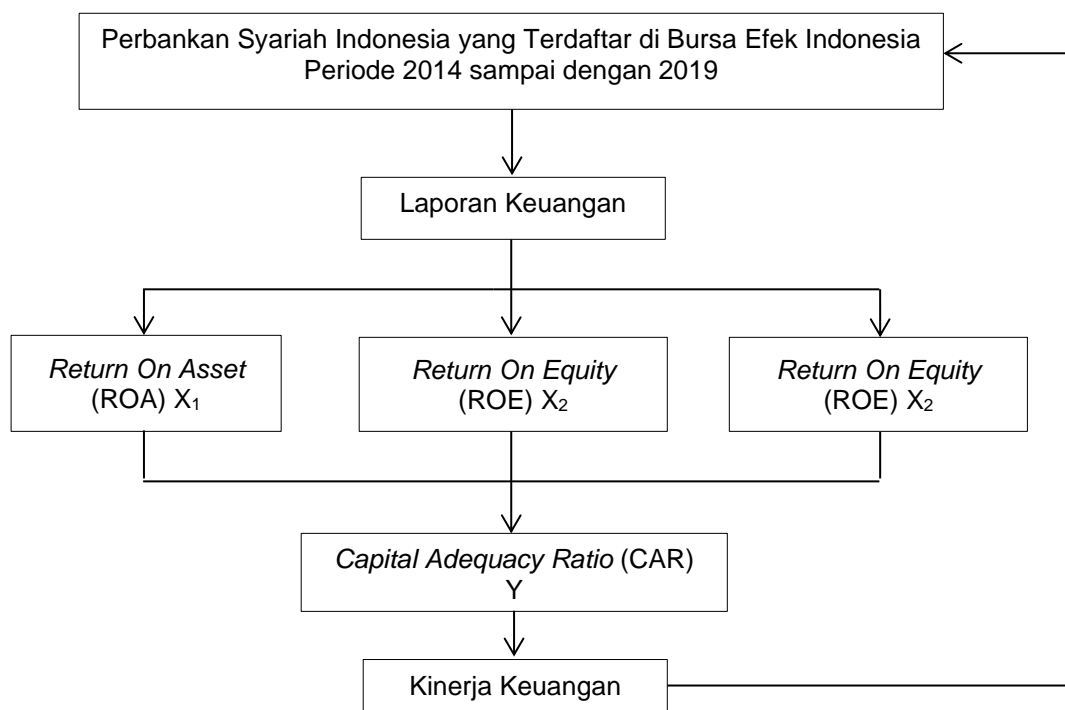 Perbankan Syariah Indonesia yang Terdaftar di Bursa Efek Indonesia
Periode 2014 sampai dengan 2019
Laporan Keuangan
Return On Asset
(ROA) X₁
Return On Equity
(ROE) X₂
Return On Equity
(ROE) X₂
Capital Adequacy Ratio (CAR)
Y
Kinerja Keuangan